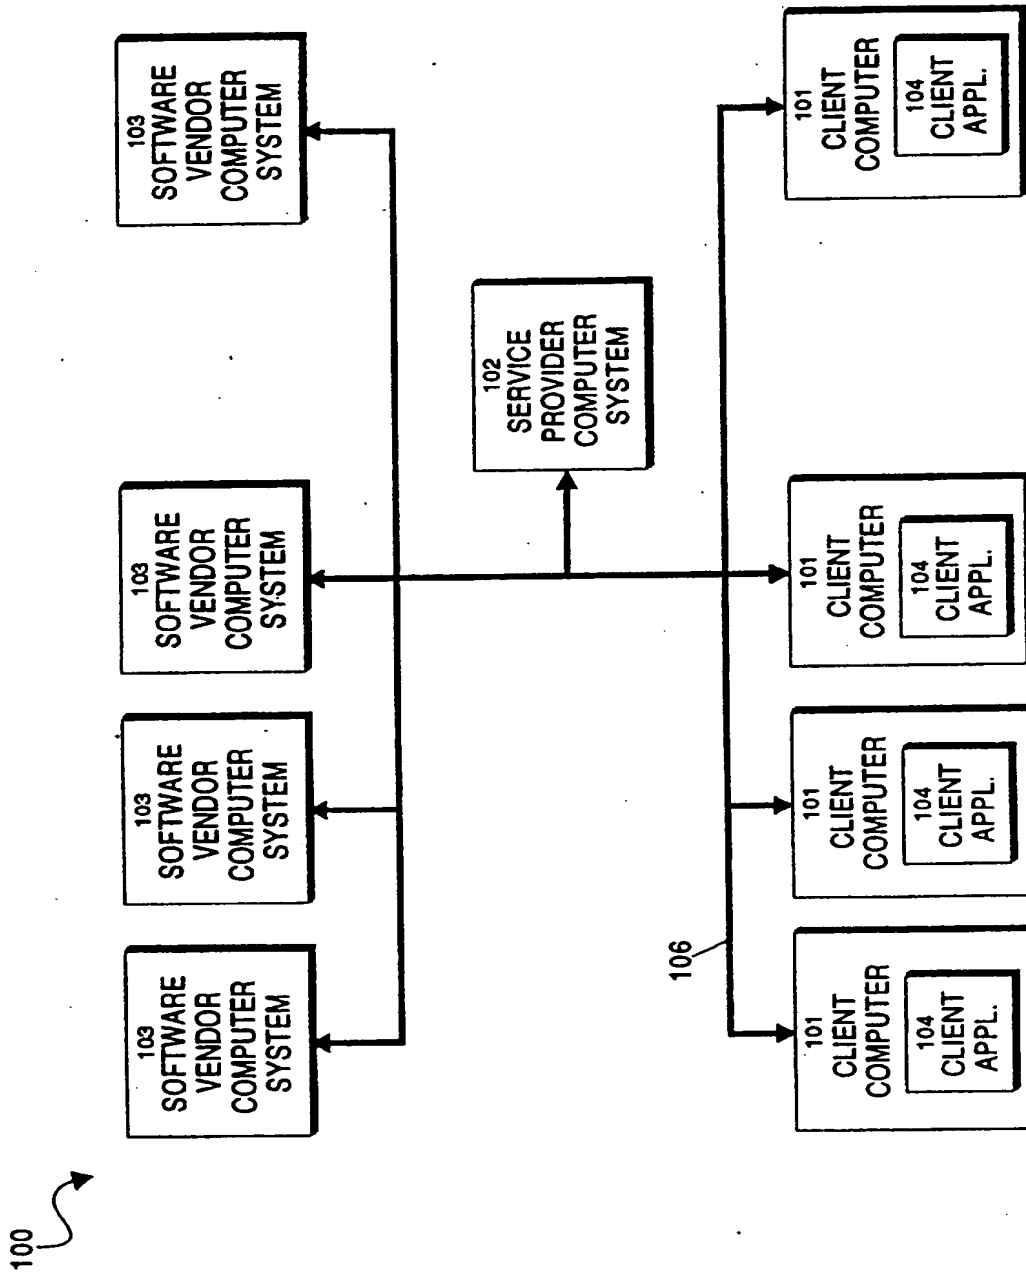 100
103
SOFTWARE
VENDOR
COMPUTER
SYSTEM
103
SOFTWARE
VENDOR
COMPUTER
SYSTEM
103
SOFTWARE
VENDOR
COMPUTER
SYSTEM
103
SOFTWARE
VENDOR
COMPUTER
SYSTEM
102
SERVICE
PROVIDER
COMPUTER
SYSTEM
106
101
CLIENT
COMPUTER
104
CLIENT
APPL.
101
CLIENT
COMPUTER
104
CLIENT
APPL.
101
CLIENT
COMPUTER
104
CLIENT
APPL.
101
CLIENT
COMPUTER
104
CLIENT
APPL.